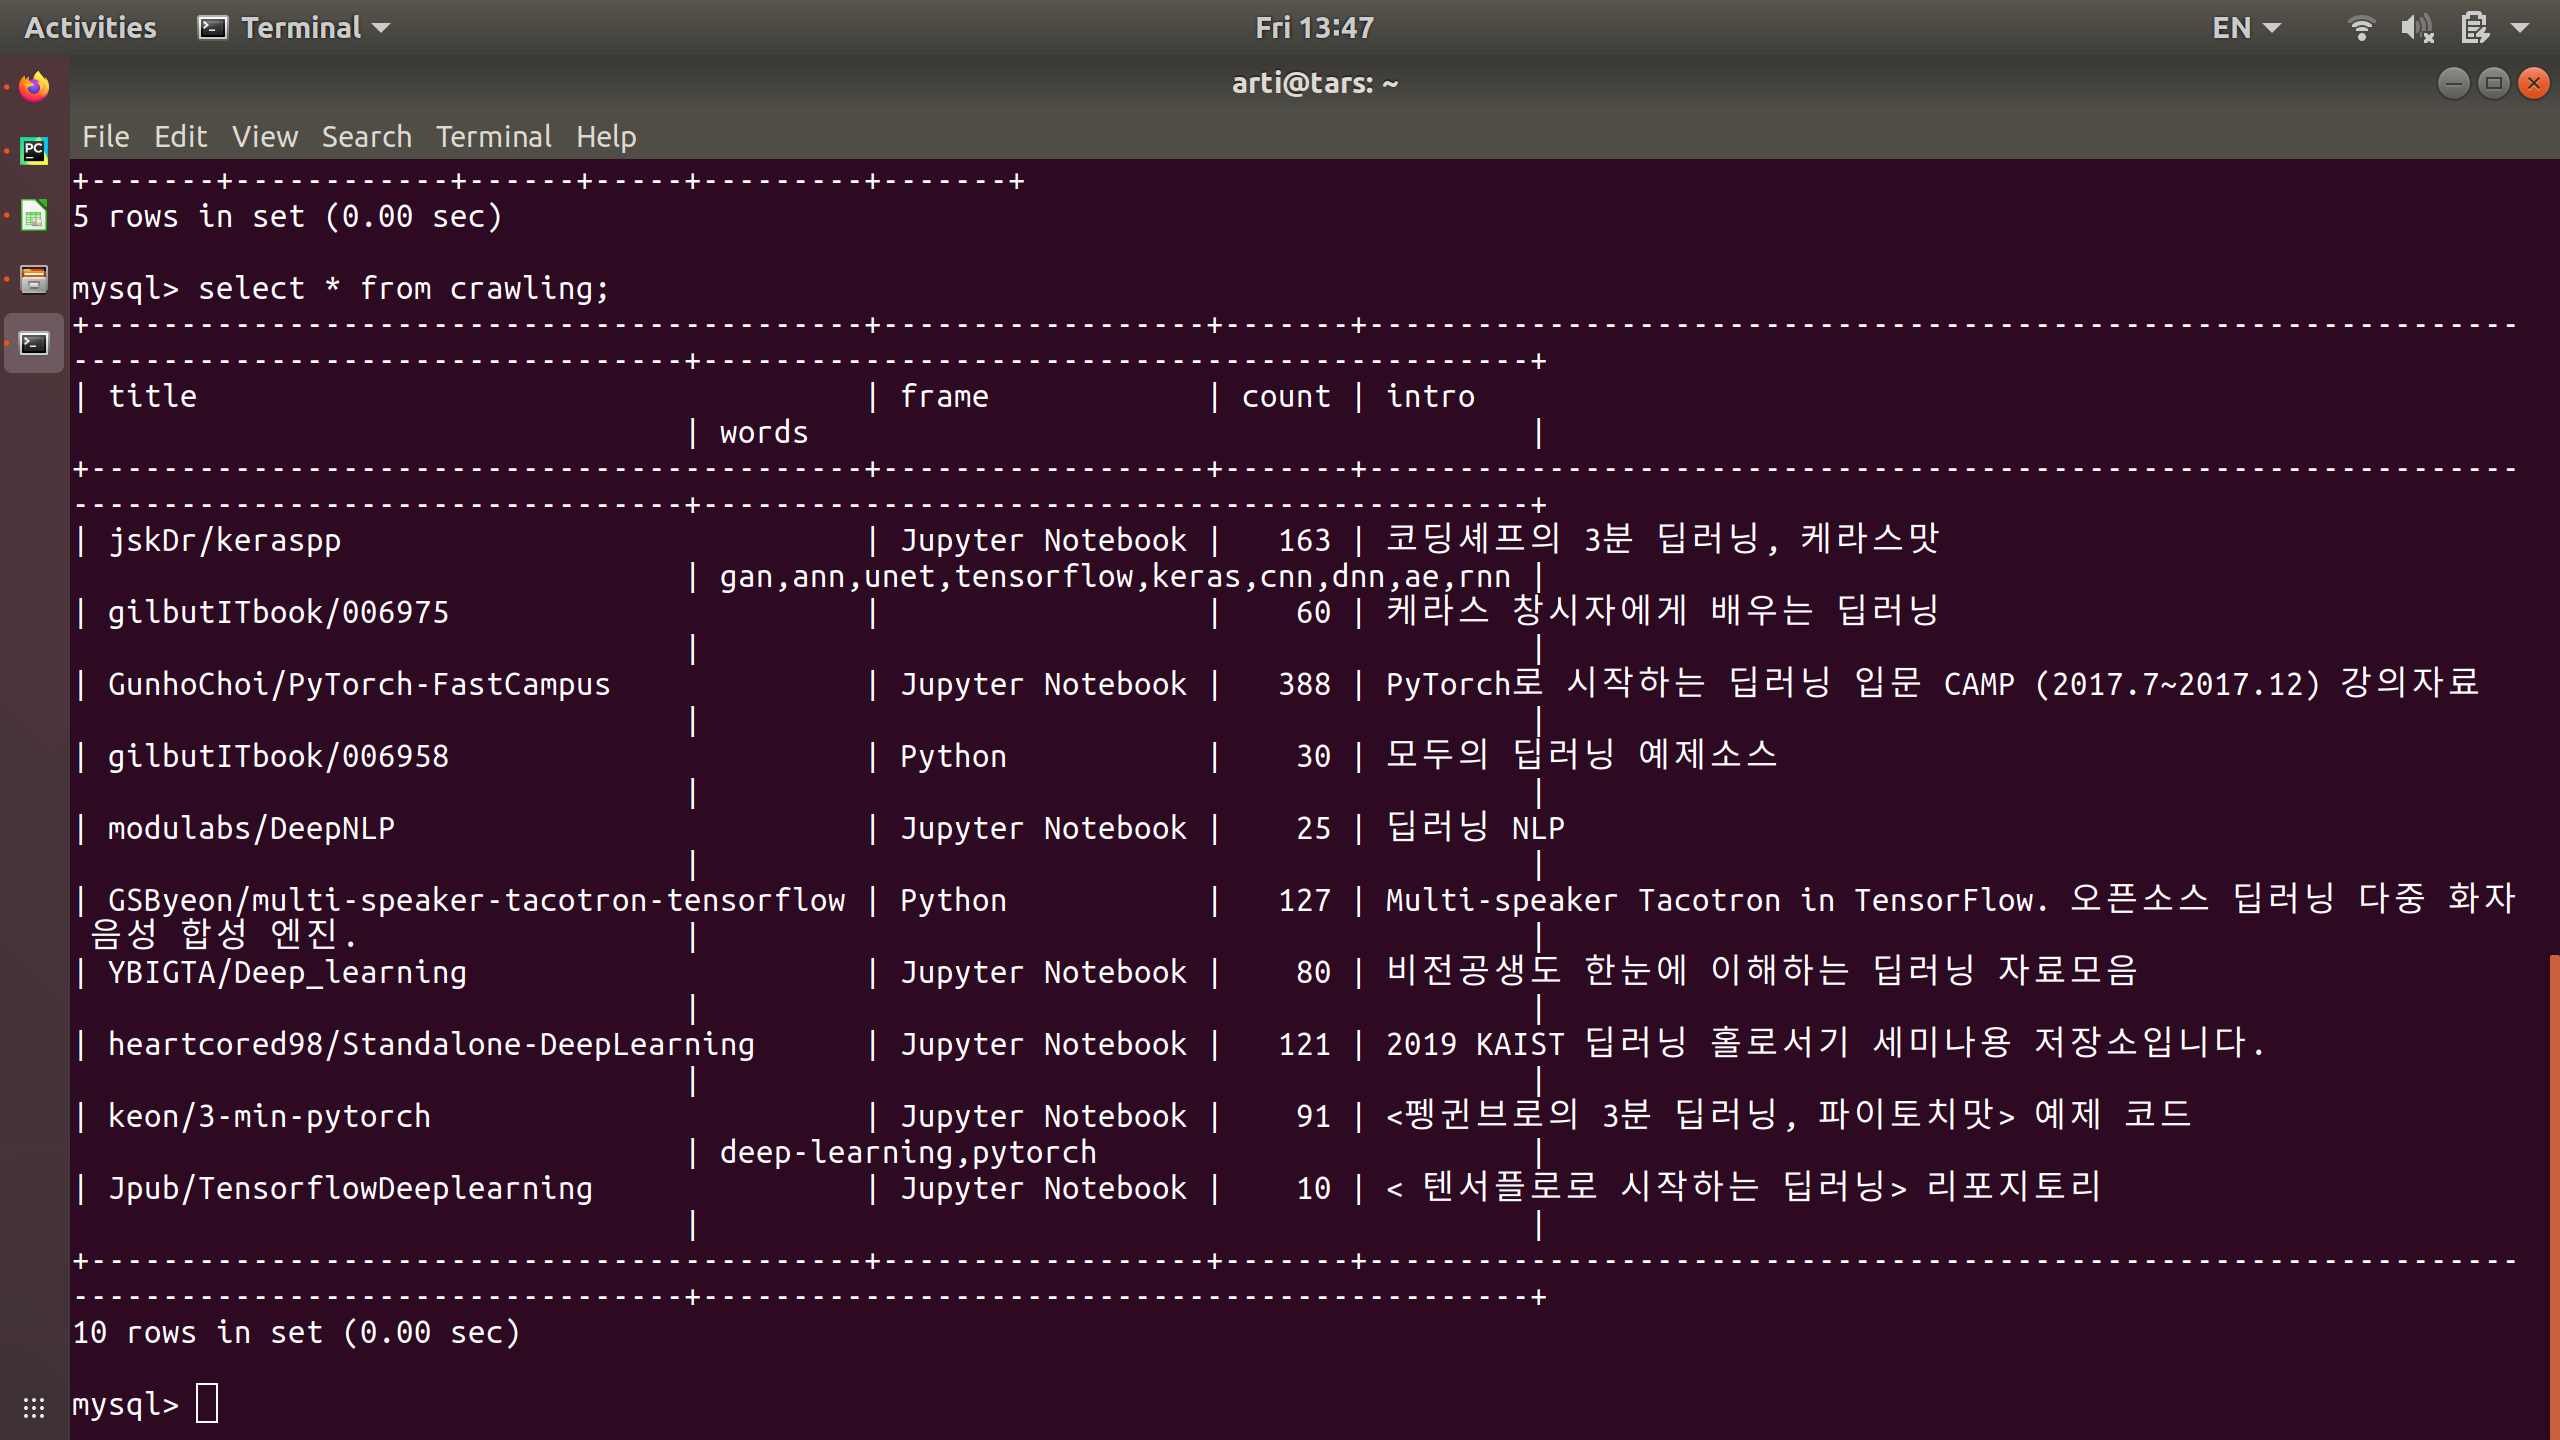 Activities
Terminal
Fri 13:47
EN
arti@tars: ~
File Edit View Search Terminal Help
+-------+------------+------+-----+---------+-------+
5 rows in set (0.00 sec)
mysql> select * from crawling;
+-------------------------------------------+------------------+-------+----------------------------------------------------------------
----------------------------------+----------------------------------------------+
| title | frame | count | intro
| words |
+-------------------------------------------+------------------+-------+----------------------------------------------------------------
----------------------------------+----------------------------------------------+
| jskDr/keraspp | Jupyter Notebook | 163 | 코딩셰프의 3분 딥러닝, 케라스맛
| gan,ann,unet,tensorflow,keras,cnn,dnn,ae,rnn |
| gilbutITbook/006975 | | 60 | 케라스 창시자에게 배우는 딥러닝
| |
| GunhoChoi/PyTorch-FastCampus | Jupyter Notebook | 388 | PyTorch로 시작하는 딥러닝 입문 CAMP (2017.7~2017.12) 강의자료
| |
| gilbutITbook/006958 | Python | 30 | 모두의 딥러닝 예제소스
| |
| modulabs/DeepNLP | Jupyter Notebook | 25 | 딥러닝 NLP
| |
| GSByeon/multi-speaker-tacotron-tensorflow | Python | 127 | Multi-speaker Tacotron in TensorFlow. 오픈소스 딥러닝 다중 화자
음성 합성 엔진. | |
| YBIGTA/Deep_learning | Jupyter Notebook | 80 | 비전공생도 한눈에 이해하는 딥러닝 자료모음
| |
| heartcored98/Standalone-DeepLearning | Jupyter Notebook | 121 | 2019 KAIST 딥러닝 홀로서기 세미나용 저장소입니다.
| |
| keon/3-min-pytorch | Jupyter Notebook | 91 | <펭귄브로의 3분 딥러닝, 파이토치맛> 예제 코드
| deep-learning,pytorch |
| Jpub/TensorflowDeeplearning | Jupyter Notebook | 10 | < 텐서플로로 시작하는 딥러닝> 리포지토리
| |
+-------------------------------------------+------------------+-------+----------------------------------------------------------------
----------------------------------+----------------------------------------------+
10 rows in set (0.00 sec)
mysql>